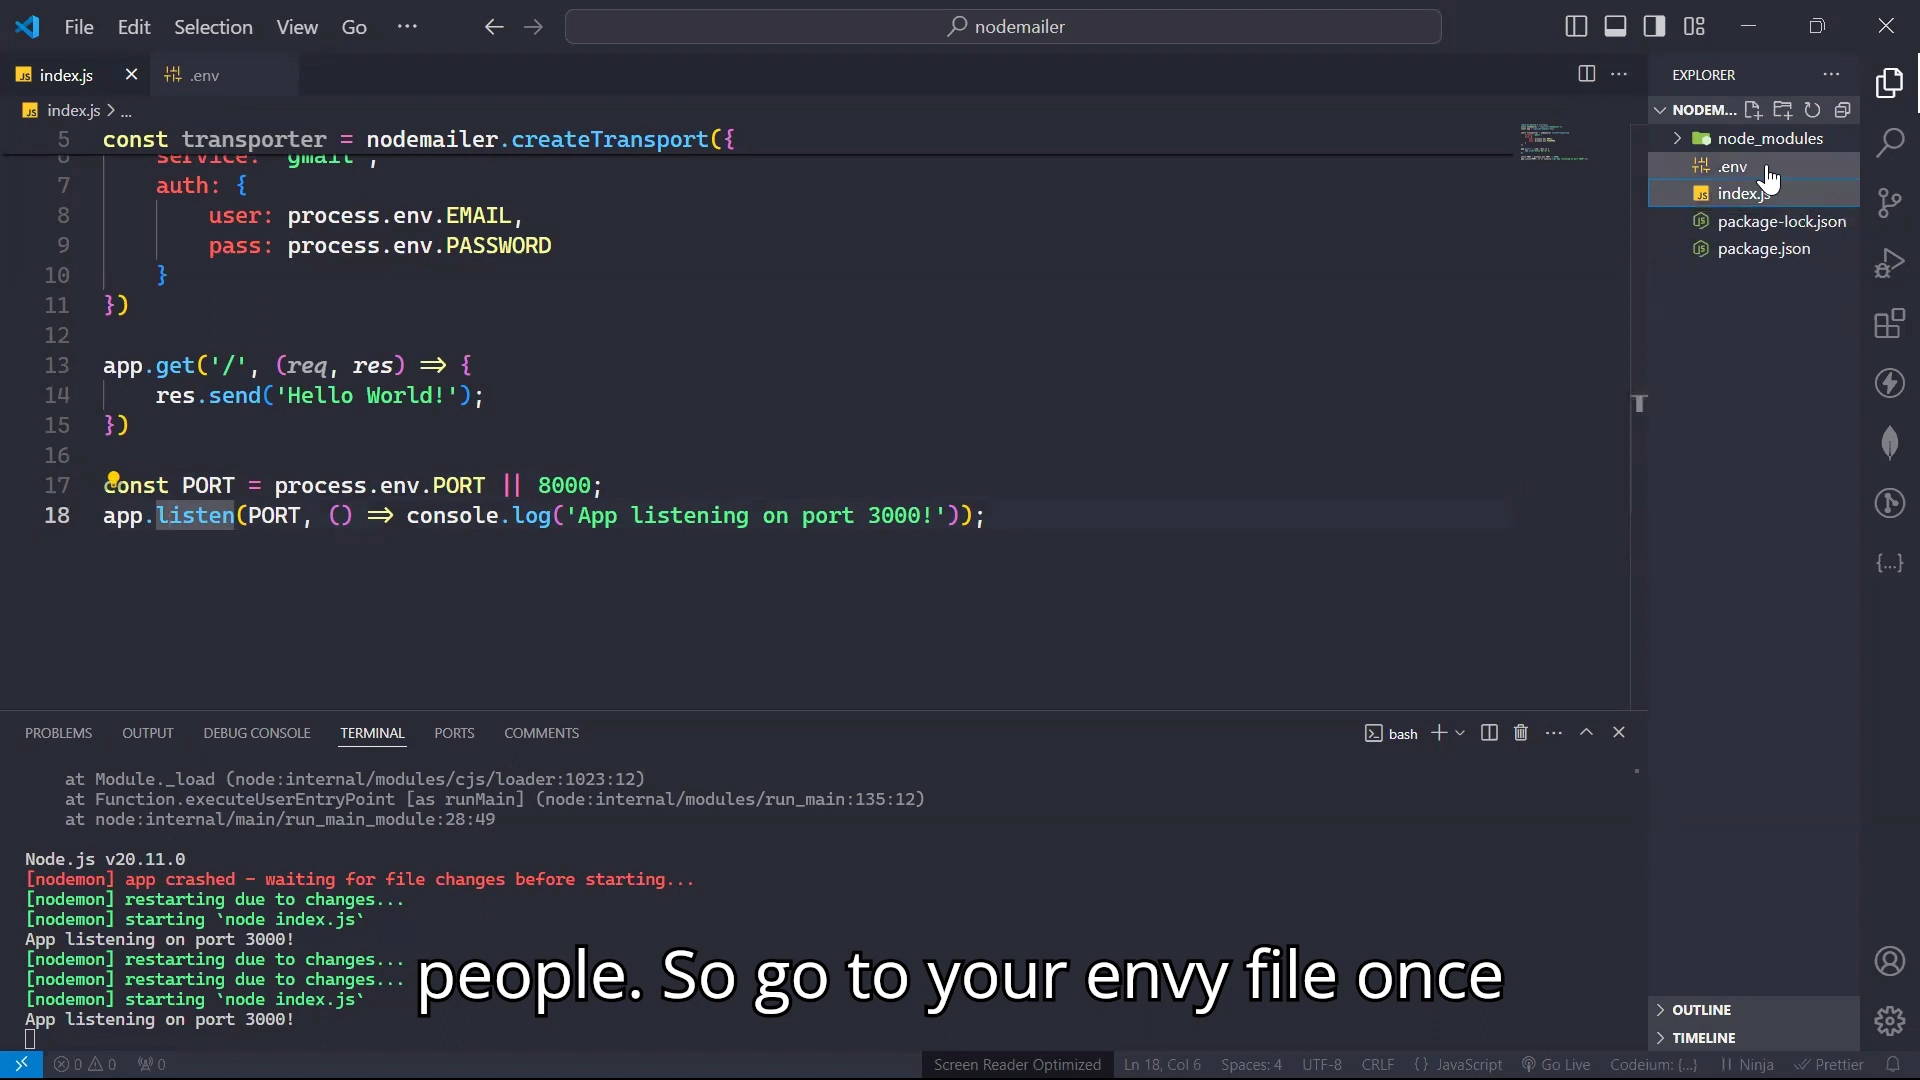 File Edit Selection View Go ··· nodemailer
index.js .env EXPLORER ···
index.js > ... NODEM...
5 const transporter = nodemailer.createTransport({
6 service: 'gmail',
7 auth: {
8 user: process.env.EMAIL,
9 pass: process.env.PASSWORD
10 }
11 })
12
13 app.get('/', (req, res) => {
14 res.send('Hello World!');
15 })
16
17 const PORT = process.env.PORT || 8000;
18 app.listen(PORT, () => console.log('App listening on port 3000!'));
node_modules
.env
index.js
package-lock.json
package.json
PROBLEMS OUTPUT DEBUG CONSOLE TERMINAL PORTS COMMENTS bash
at Module._load (node:internal/modules/cjs/loader:1023:12)
at Function.executeUserEntryPoint [as runMain] (node:internal/modules/run_main:135:12)
at node:internal/main/run_main_module:28:49
Node.js v20.11.0
[nodemon] app crashed - waiting for file changes before starting...
[nodemon] restarting due to changes...
[nodemon] starting `node index.js`
App listening on port 3000!
[nodemon] restarting due to changes...
[nodemon] restarting due to changes...
[nodemon] starting `node index.js`
App listening on port 3000!
people. So go to your envy file once
OUTLINE
TIMELINE
0 0 0 Screen Reader Optimized Ln 18, Col 6 Spaces: 4 UTF-8 CRLF {} JavaScript Go Live Codeium: {...} Ninja Prettier